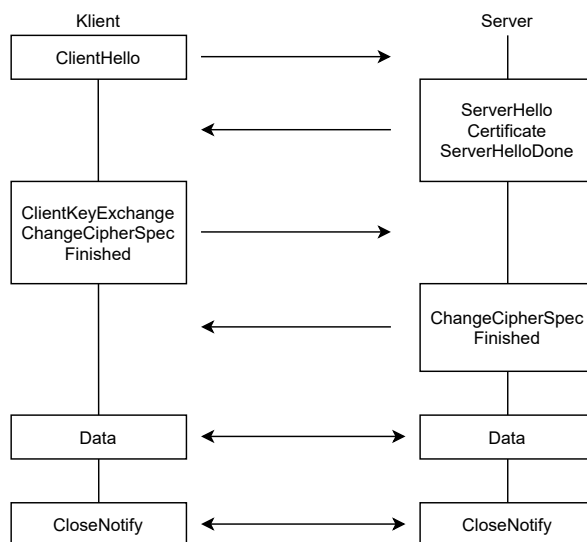 Klient
Server
ClientHello
ServerHello
Certificate
ServerHelloDone
ClientKeyExchange
ChangeCipherSpec
Finished
ChangeCipherSpec
Finished
Data
Data
CloseNotify
CloseNotify